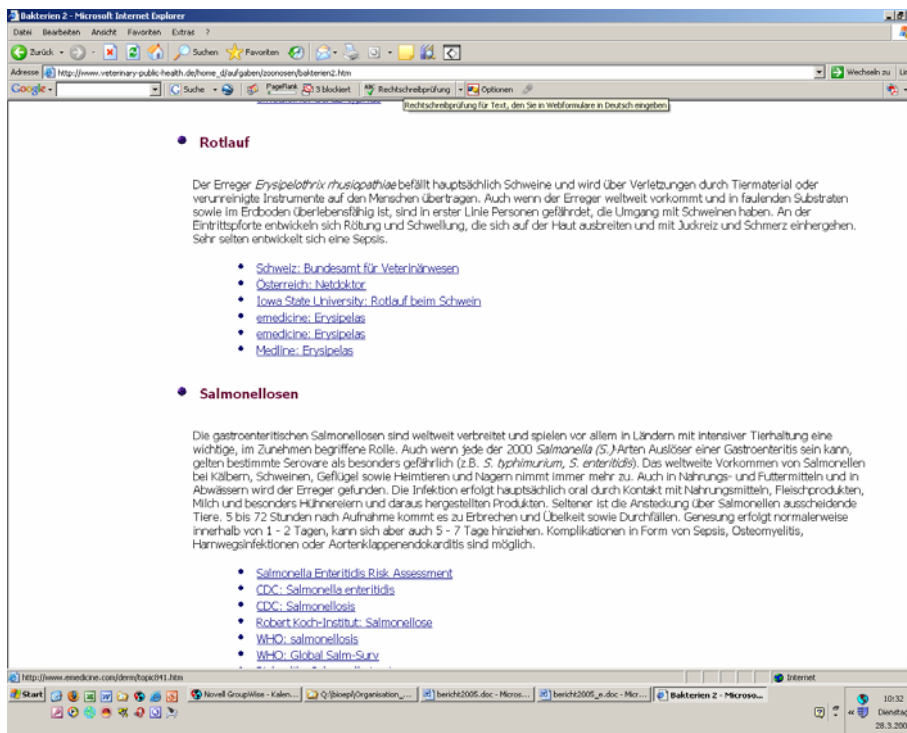 Bakterien 2 - Microsoft Internet Explorer
Datei Bearbeiten Ansicht Favoriten Extras ?
Zurück Suchen Favoriten
Adresse http://www.veterinary-public-health.de/home_d/aufgaben/zoonosen/bakterien2.htm Wechseln zu
Google Suche PageRank 3 blockiert Rechtschreibprüfung Optionen
Rechtschreibprüfung für Text, den Sie in Webformulare in Deutsch eingeben
Rotlauf
Der Erreger Erysipelothrix rhusiopathiae befällt hauptsächlich Schweine und wird über Verletzungen durch Tiermaterial oder
verunreinigte Instrumente auf den Menschen übertragen. Auch wenn der Erreger weltweit vorkommt und in faulenden Substraten
sowie im Erdboden überlebensfähig ist, sind in erster Linie Personen gefährdet, die Umgang mit Schweinen haben. An der
Eintrittspforte entwickeln sich Rötung und Schwellung, die sich auf der Haut ausbreiten und mit Juckreiz und Schmerz einhergehen.
Sehr selten entwickelt sich eine Sepsis.
Schweiz: Bundesamt für Veterinärwesen
Österreich: Netdoktor
Iowa State University: Rotlauf beim Schwein
emedicine: Erysipelas
emedicine: Erysipelas
Medline: Erysipelas
Salmonellosen
Die gastroenteritischen Salmonellosen sind weltweit verbreitet und spielen vor allem in Ländern mit intensiver Tierhaltung eine
wichtige, im Zunehmen begriffene Rolle. Auch wenn jede der 2000 Salmanella (S.)-Arten Auslöser einer Gastroenteritis sein kann,
gelten bestimmte Serovare als besonders gefährlich (z.B. S. typhimurium, S. enteritidis). Das weltweite Vorkommen von Salmonellen
bei Kälbern, Schweinen, Geflügel sowie Heimtieren und Nagern nimmt immer mehr zu. Auch in Nahrungs- und Futtermitteln und in
Abwässern wird der Erreger gefunden. Die Infektion erfolgt hauptsächlich oral durch Kontakt mit Nahrungsmitteln, Fleischprodukten,
Milch und besonders Hühnereiern und daraus hergestellten Produkten. Seltener ist die Ansteckung über Salmonellen ausscheidende
Tiere. 5 bis 72 Stunden nach Aufnahme kommt es zu Erbrechen und Übelkeit sowie Durchfällen. Genesung erfolgt normalerweise
innerhalb von 1 - 2 Tagen, kann sich aber auch 5 - 7 Tage hinziehen. Komplikationen in Form von Sepsis, Osteomyelitis,
Harnwegsinfektionen oder Aortenklappenendokarditis sind möglich.
Salmonella Enteritidis Risk Assessment
CDC: Salmonella enteritidis
CDC: Salmonellosis
Robert Koch-Institut: Salmonellose
WHO: salmonellosis
WHO: Global Salm-Surv
http://www.emedicine.com/derm/topic841.htm Internet
Start Novell GroupWise - Kalen... Q:\bioepi\Organisation_... bericht2005.doc - Micros... bericht2005_e.doc - Micr... Bakterien 2 - Microso... 10:32
Dienstag
28.3.200